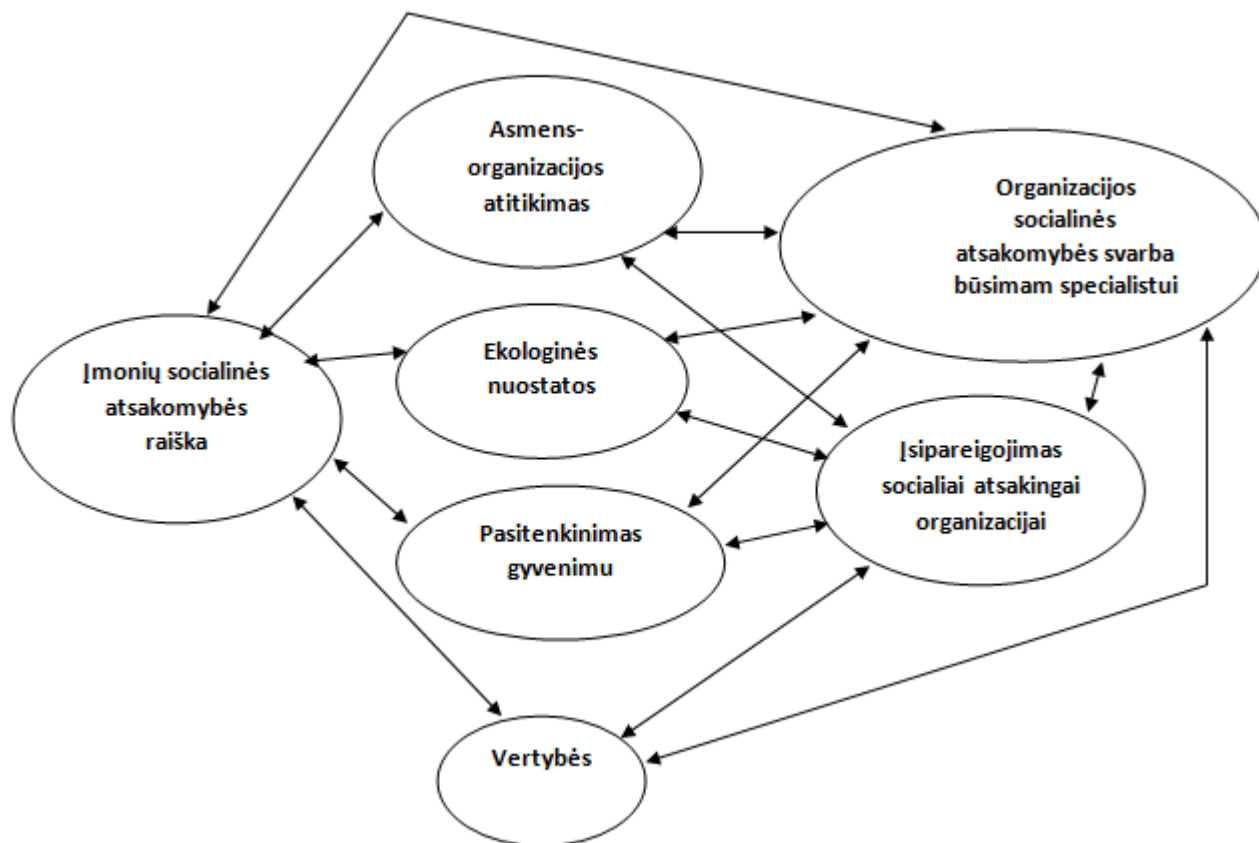 Asmens-
organizacijos
atitikimas
Organizacijos
socialinės
atsakomybės svarba
būsimam specialistui
Įmonių socialinės
atsakomybės
raiška
Ekologinės
nuostatos
Įsipareigojimas
socialiai atsakingai
organizacijai
Pasitenkinimas
gyvenimu
Vertybės